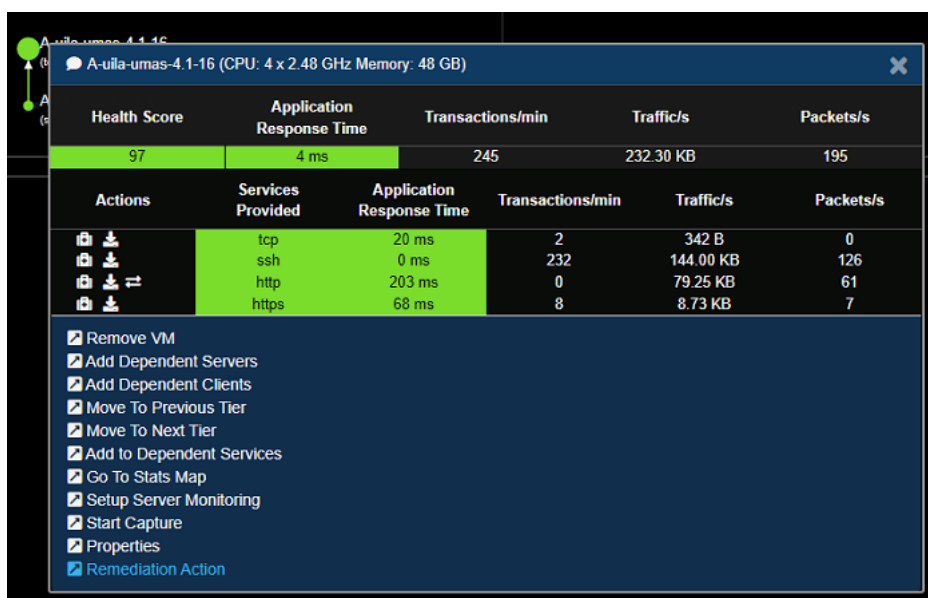 A-uila-umas-4.1-16
A-uila-umas-4.1-16 (CPU: 4 x 2.48 GHz Memory: 48 GB)
Health Score Application Response Time Transactions/min Traffic/s Packets/s
97 4 ms 245 232.30 KB 195
Actions Services Provided Application Response Time Transactions/min Traffic/s Packets/s
tcp 20 ms 2 342 B 0
ssh 0 ms 232 144.00 KB 126
http 203 ms 0 79.25 KB 61
https 68 ms 8 8.73 KB 7
Remove VM
Add Dependent Servers
Add Dependent Clients
Move To Previous Tier
Move To Next Tier
Add to Dependent Services
Go To Stats Map
Setup Server Monitoring
Start Capture
Properties
Remediation Action